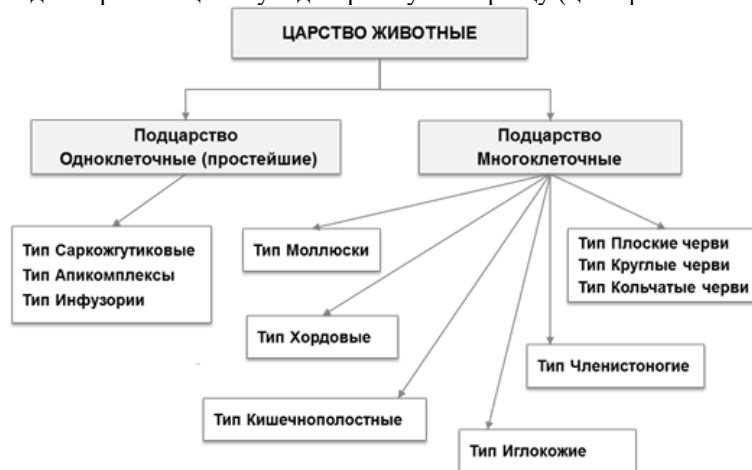 ЦАРСТВО ЖИВОТНЫЕ
Подцарство
Одноклеточные (простейшие)
Подцарство
Многоклеточные
Тип Саркожгутиковые
Тип Апикомплексы
Тип Инфузории
Тип Моллюски
Тип Плоские черви
Тип Круглые черви
Тип Кольчатые черви
Тип Хордовые
Тип Членистоногие
Тип Кишечнополостные
Тип Иглокожие